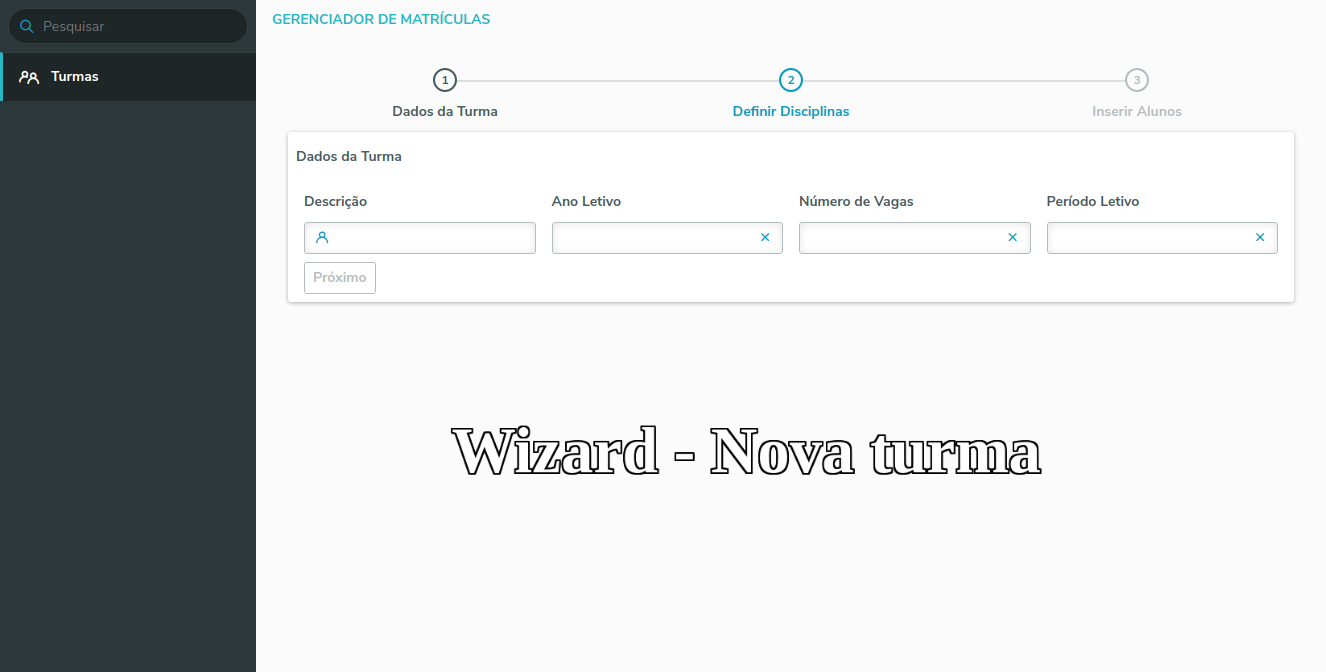 Pesquisar
GERENCIADOR DE MATRÍCULAS
Turmas
1 2 3
Dados da Turma Definir Disciplinas Inserir Alunos
Dados da Turma
Descrição Ano Letivo Número de Vagas Período Letivo
Próximo
Wizard - Nova turma